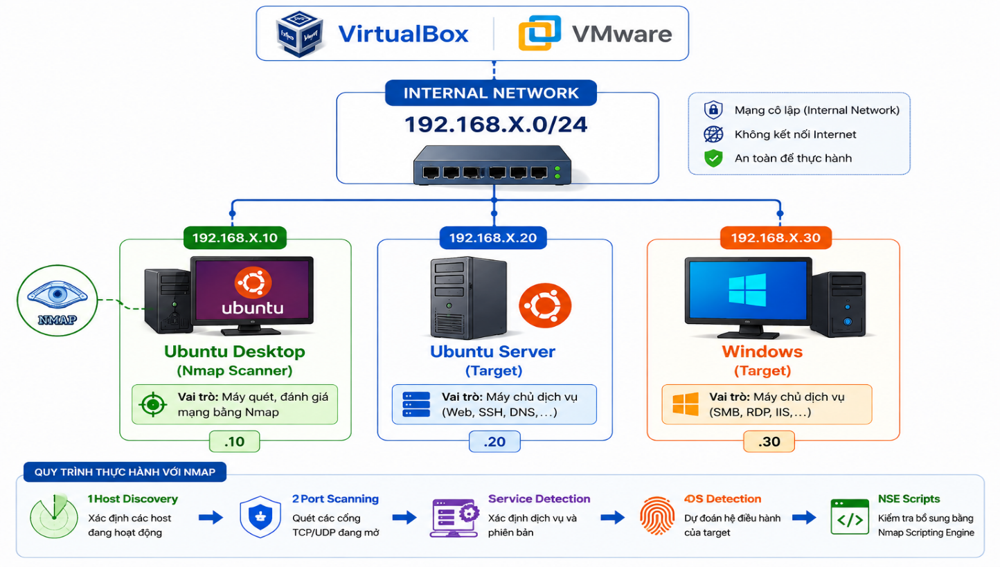 VirtualBox
VMware
INTERNAL NETWORK
192.168.X.0/24
Mạng cô lập (Internal Network)
Không kết nối Internet
An toàn để thực hành
192.168.X.10
192.168.X.20
192.168.X.30
NMAP
ubuntu
Ubuntu Desktop
(Nmap Scanner)
Vai trò: Máy quét, đánh giá
mạng bằng Nmap
.10
Ubuntu Server
(Target)
Vai trò: Máy chủ dịch vụ
(Web, SSH, DNS,...)
.20
Windows
(Target)
Vai trò: Máy chủ dịch vụ
(SMB, RDP, IIS,...)
.30
QUY TRÌNH THỰC HÀNH VỚI NMAP
1Host Discovery
Xác định các host
đang hoạt động
2Port Scanning
Quét các cổng
TCP/UDP đang mở
Service Detection
Xác định dịch vụ và
phiên bản
Detection
Dự đoán hệ điều hành
của target
NSE Scripts
Kiểm tra bổ sung bằng
Nmap Scripting Engine